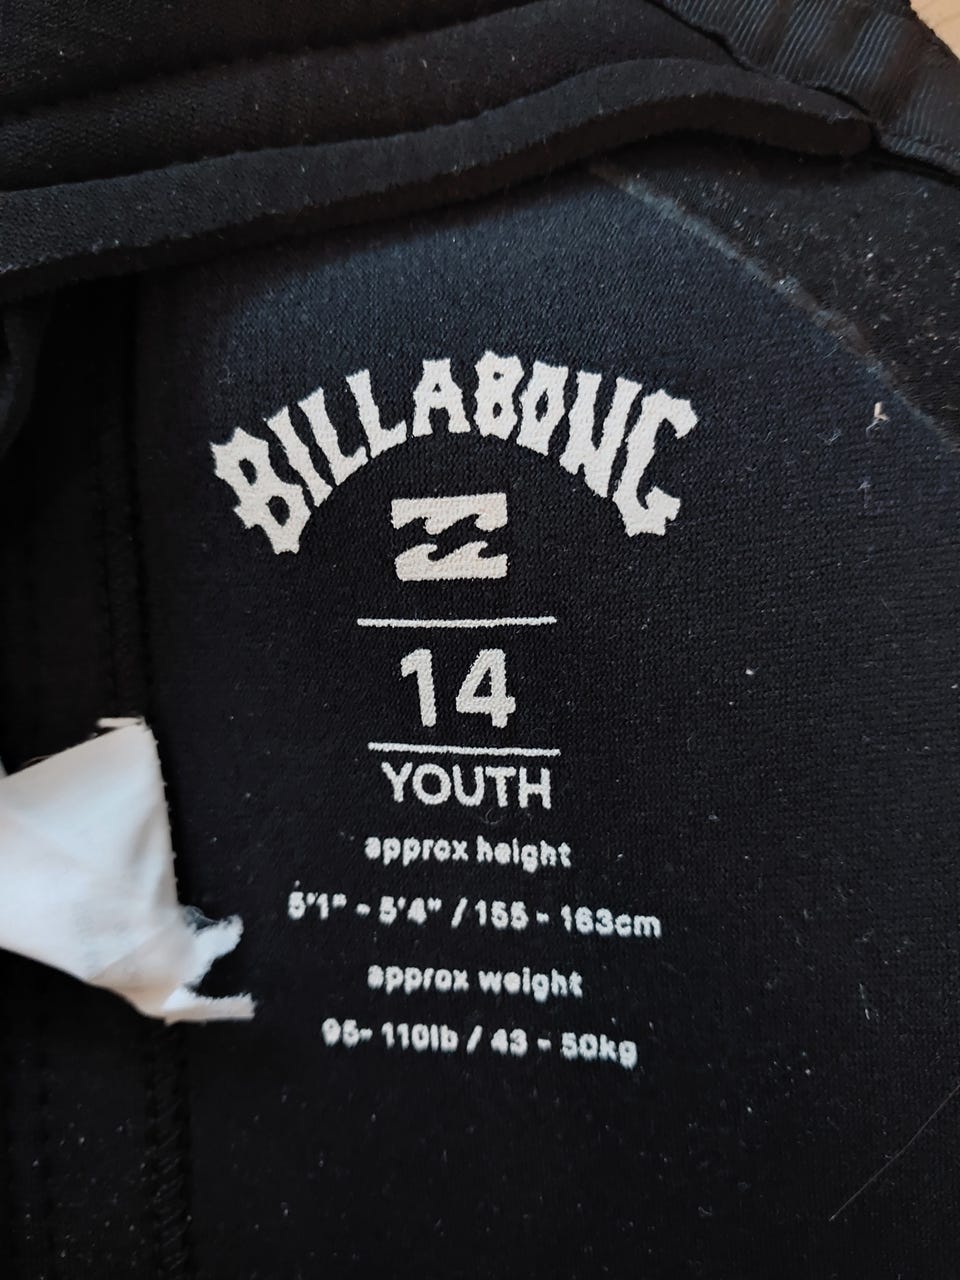 BILLABONG
14
YOUTH
approx height
5'1" - 5'4" / 155 - 163cm
approx weight
95- 110lb / 43 - 50kg